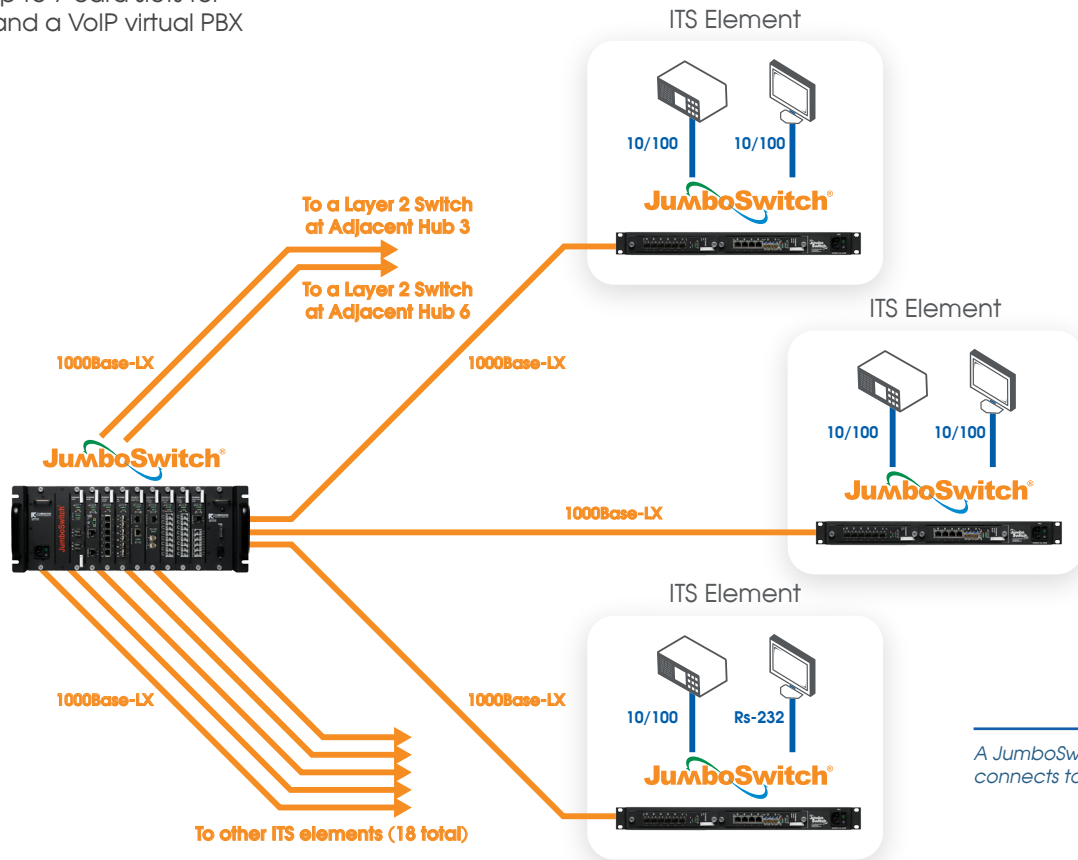 and a VoIP virtual PBX
ITS Element
10/100
10/100
JumboSwitch®
To a Layer 2 Switch
at Adjacent Hub 3
To a Layer 2 Switch
at Adjacent Hub 6
1000Base-LX
1000Base-LX
ITS Element
10/100
10/100
JumboSwitch®
JumboSwitch®
JumboSwitch
1000Base-LX
ITS Element
10/100
Rs-232
JumboSwitch®
1000Base-LX
1000Base-LX
To other ITS elements (18 total)
A JumboSw
connects to